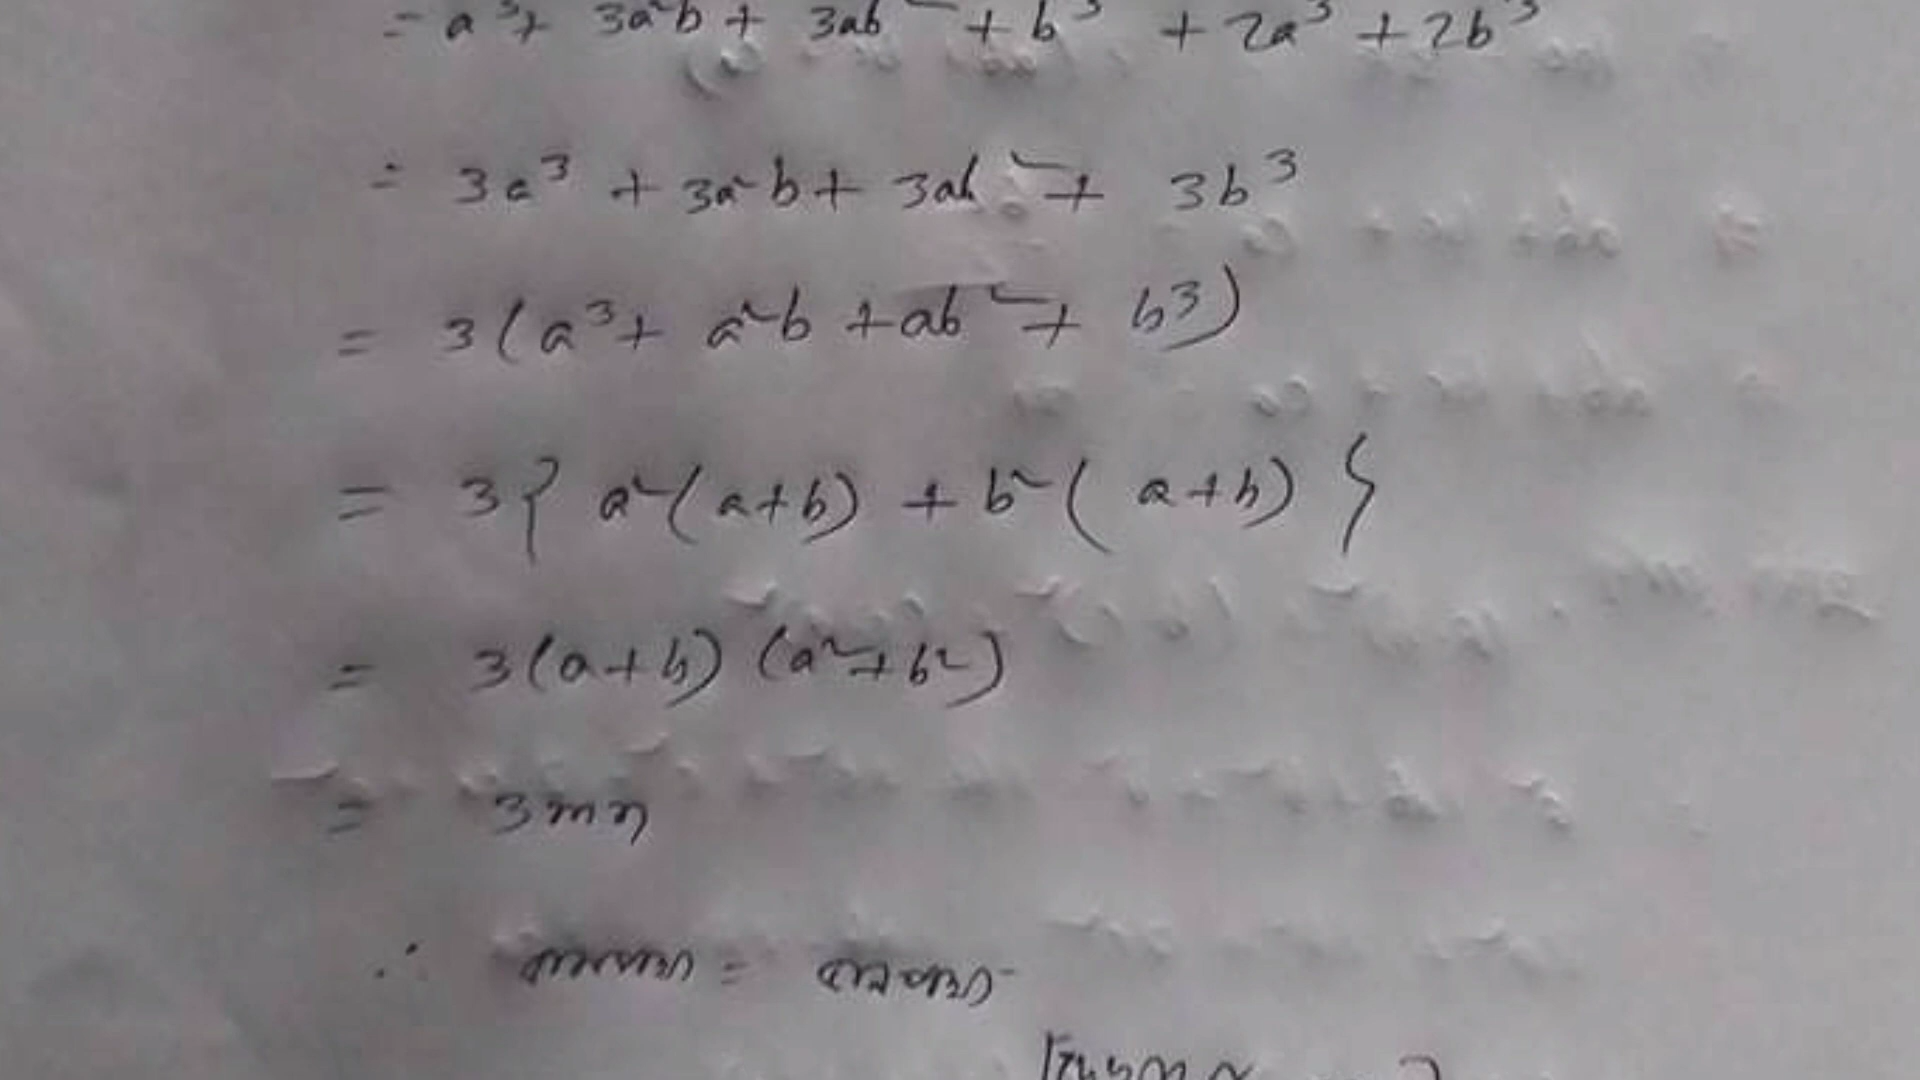 = a³ + 3a²b + 3ab² + b³ + 2a³ + 2b³
= 3a³ + 3a²b + 3ab² + 3b³
= 3(a³ + a²b + ab² + b³)
= 3{ a²(a+b) + b²(a+b) }
= 3(a+b) (a²+b²)
= 3mn
∴ বামপক্ষ = ডানপক্ষ